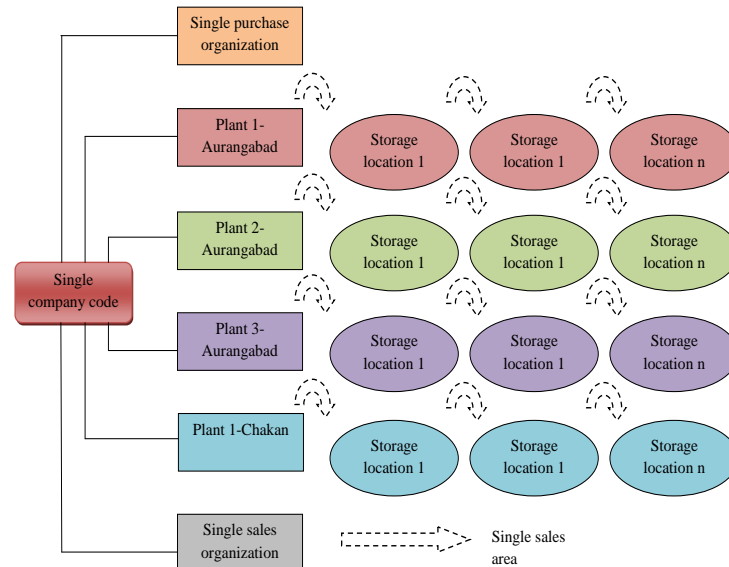 Single purchase
organization
Plant 1-
Aurangabad
Storage
location 1
Storage
location 1
Storage
location n
Plant 2-
Aurangabad
Storage
location 1
Storage
location 1
Storage
location n
Single
company code
Plant 3-
Aurangabad
Storage
location 1
Storage
location 1
Storage
location n
Plant 1-Chakan
Storage
location 1
Storage
location 1
Storage
location n
Single sales
organization
Single sales
area